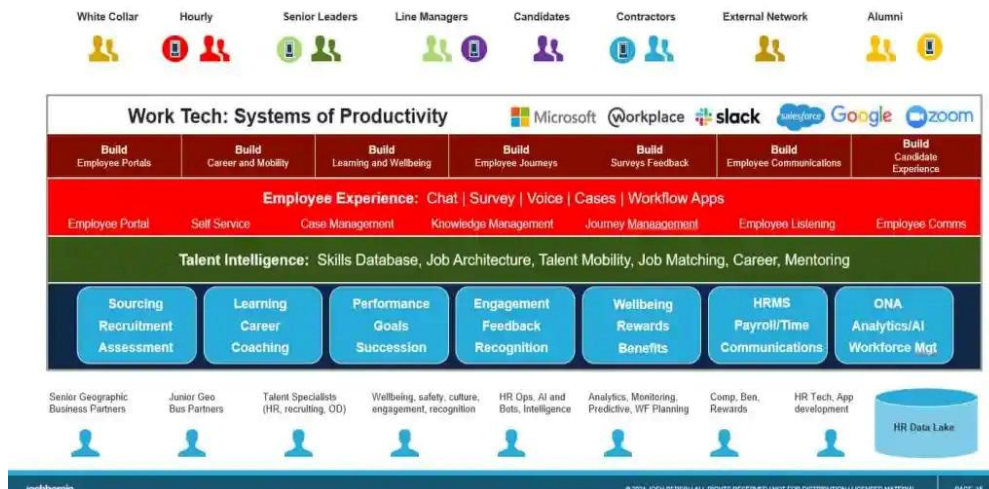 White Collar
Hourly
Senior Leaders
Line Managers
Candidates
Contractors
External Network
Alumni
Work Tech: Systems of Productivity
Microsoft
Workplace
slack
salesforce
Google
zoom
Build
Employee Portals
Build
Career and Mobility
Build
Learning and Wellbeing
Build
Employee Journeys
Build
Surveys Feedback
Build
Employee Communications
Build
Candidate
Experience
Employee Experience: Chat | Survey | Voice | Cases | Workflow Apps
Employee Portal
Self Service
Case Management
Knowledge Management
Journey Manaagement
Employee Listening
Employee Comms
Talent Intelligence: Skills Database, Job Architecture, Talent Mobility, Job Matching, Career, Mentoring
Sourcing
Recruitment
Assessment
Learning
Career
Coaching
Performance
Goals
Succession
Engagement
Feedback
Recognition
Wellbeing
Rewards
Benefits
HRMS
Payroll/Time
Communications
ONA
Analytics/AI
Workforce Mgt
Senior Geographic
Business Partners
Junior Geo
Bus Partners
Talent Specialists
(HR, recruiting, OD)
Wellbeing, safety, culture,
engagement, recognition
HR Ops, AI and
Bots, Intelligence
Analytics, Monitoring,
Predictive, WF Planning
Comp, Ben,
Rewards
HR Tech, App
development
HR Data Lake